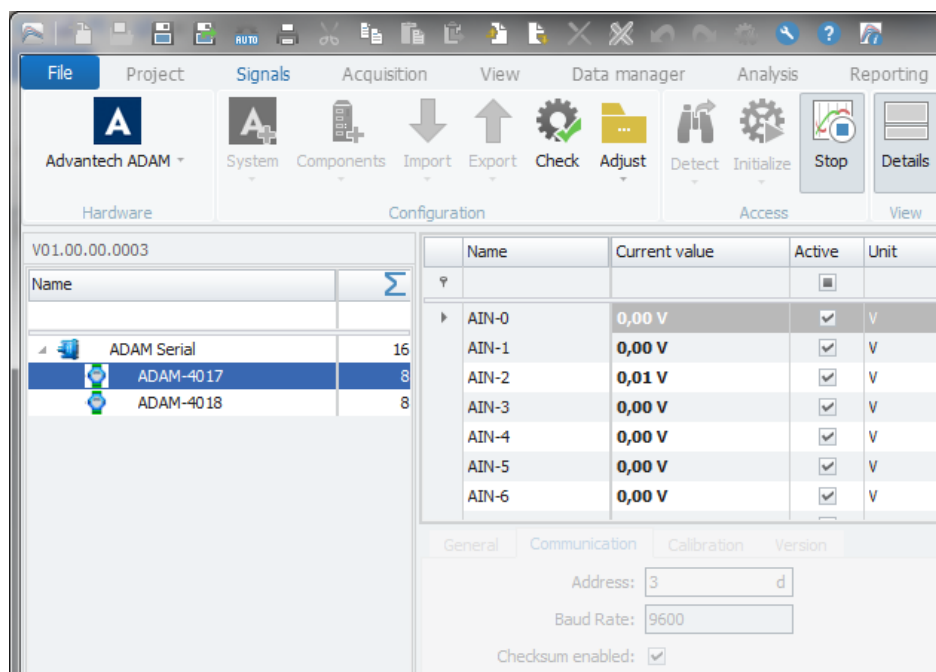 AUTO
File Project Signals Acquisition View Data manager Analysis Reporting
A A
Advantech ADAM System Components Import Export Check Adjust Detect Initialize Stop Details
Hardware Configuration Access View
V01.00.00.0003
Name Σ
ADAM Serial 16
ADAM-4017 8
ADAM-4018 8
Name Current value Active Unit
AIN-0 0,00 V V
AIN-1 0,00 V V
AIN-2 0,01 V V
AIN-3 0,00 V V
AIN-4 0,00 V V
AIN-5 0,00 V V
AIN-6 0,00 V V
General Communication Calibration Version
Address: 3 d
Baud Rate: 9600
Checksum enabled: